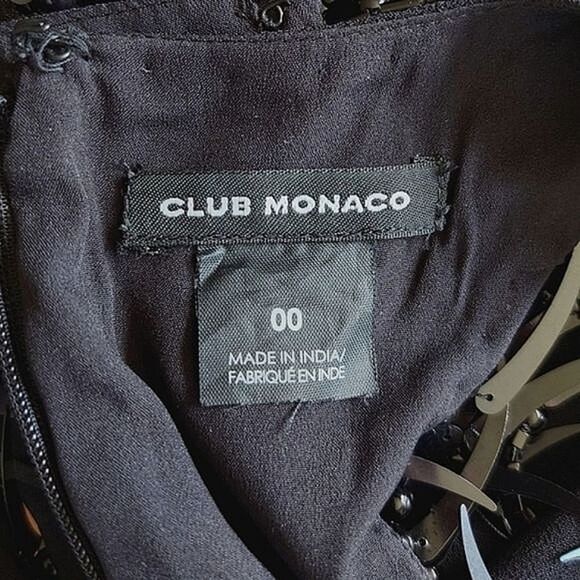 CLUB MONACO
00
MADE IN INDIA/
FABRIQUÉ EN INDE